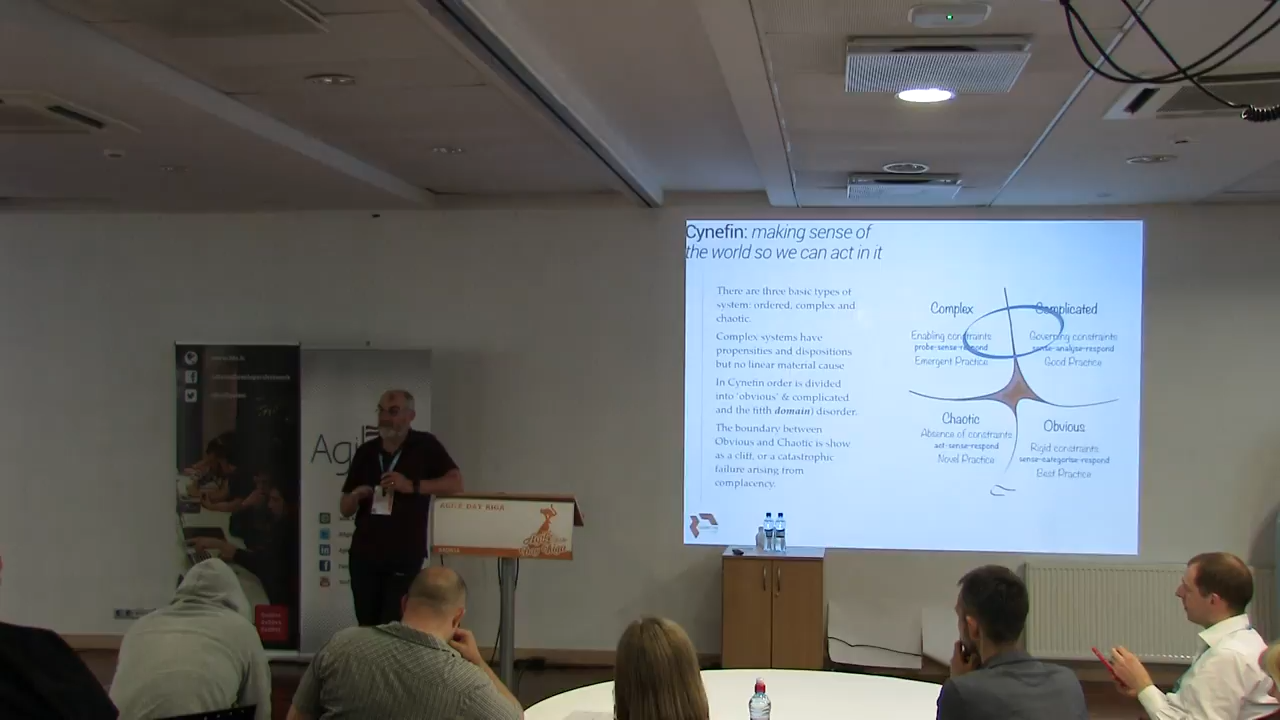 Cynefin: making sense of
the world so we can act in it
There are three basic types of
system: ordered, complex and
chaotic.
Complex systems have
propensities and dispositions
but no linear material cause
In Cynefin order is divided
into 'obvious' & complicated
and the fifth domain) disorder.
The boundary between
Obvious and Chaotic is show
as a cliff, or a catastrophic
failure arising from
complacency.
Complex
Enabling constraints
probe-sense-respond
Emergent Practice
Complicated
Governing constraints
sense-analyse-respond
Good Practice
Chaotic
Absence of constraints
act-sense-respond
Novel Practice
Obvious
Rigid constraints
sense-categorise-respond
Best Practice
Agil
AGILE DAY RIGA